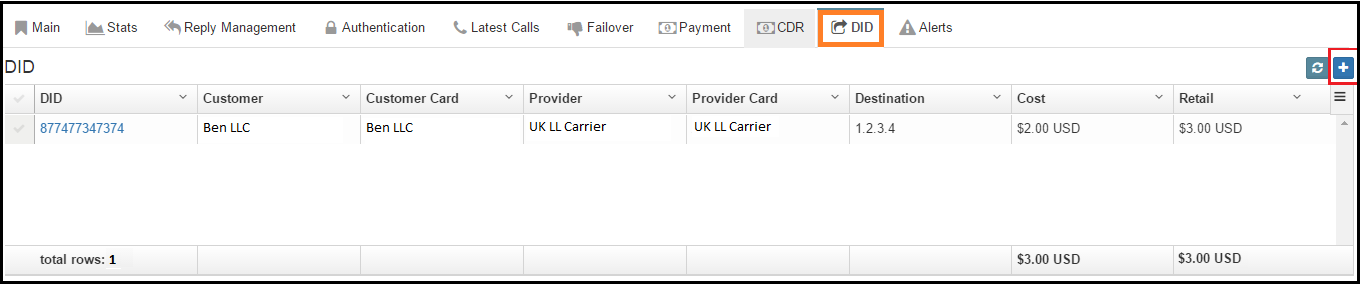 Main Stats Reply Management Authentication Latest Calls Failover Payment CDR DID Alerts
DID
DID Customer Customer Card Provider Provider Card Destination Cost Retail
877477347374 Ben LLC Ben LLC UK LL Carrier UK LL Carrier 1.2.3.4 $2.00 USD $3.00 USD
total rows: 1 $3.00 USD $3.00 USD